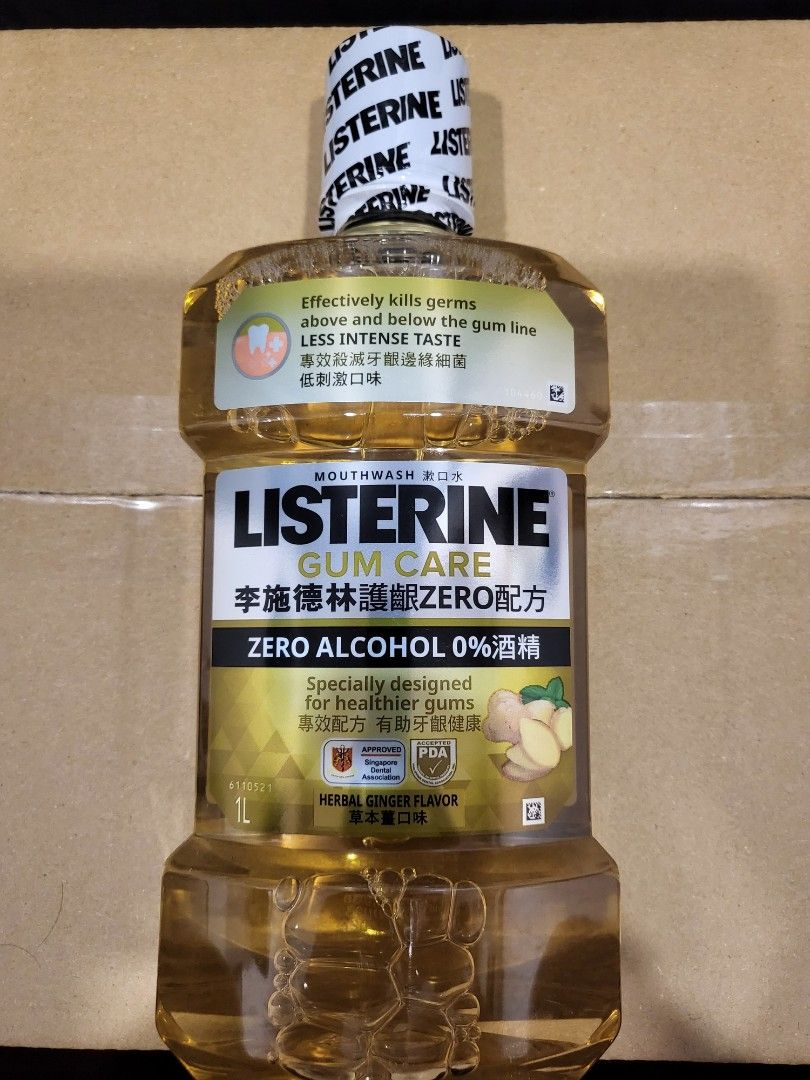 LISTERINE
LISTERINE
Effectively kills germs
above and below the gum line
LESS INTENSE TASTE
專效殺滅牙齦邊緣細菌
低刺激口味
MOUTHWASH 漱口水
LISTERINE®
GUM CARE
李施德林護齦ZERO配方
ZERO ALCOHOL 0%酒精
Specially designed
for healthier gums
專效配方 有助牙齦健康
APPROVED
Singapore
Dental
Association
ACCEPTED
PDA
6110521
1L
HERBAL GINGER FLAVOR
草本薑口味